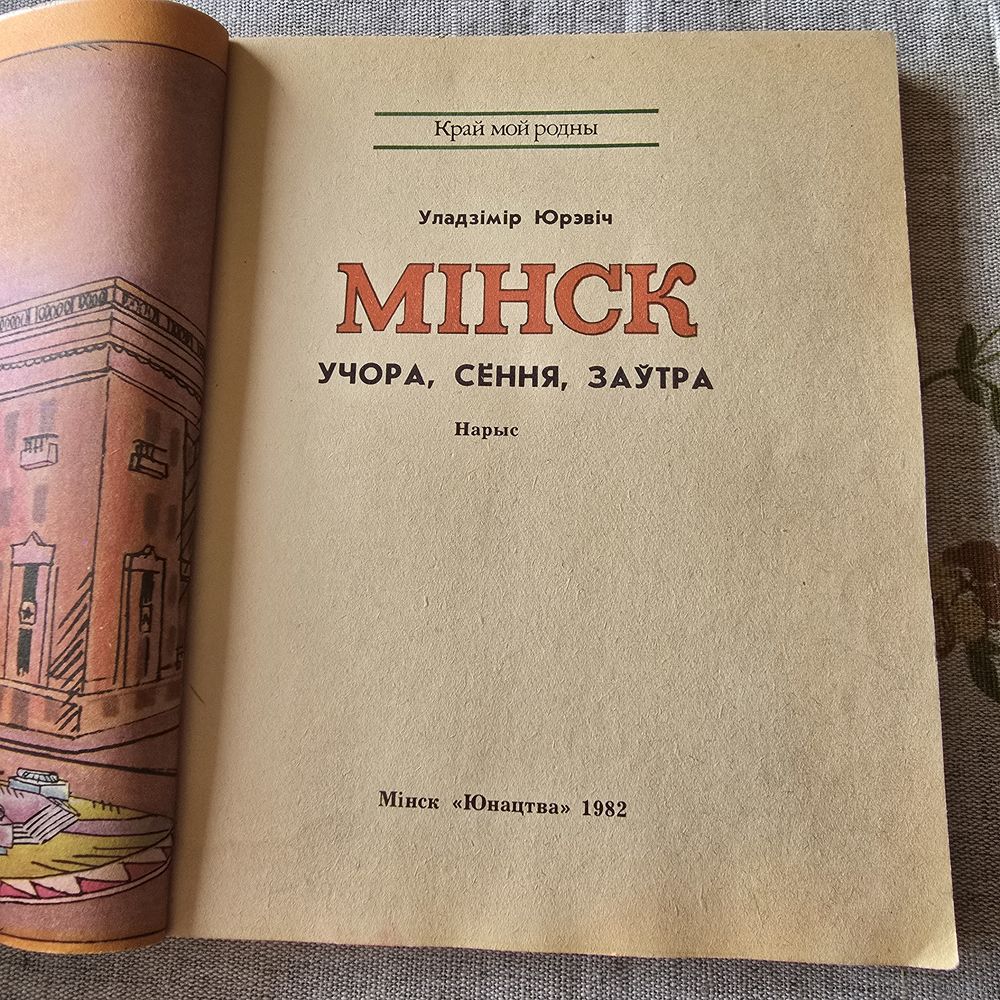 Край мой родны
Уладзімір Юрэвіч
МІНСК
УЧОРА, СЁННЯ, ЗАЎТРА
Нарыс
Мінск «Юнацтва» 1982